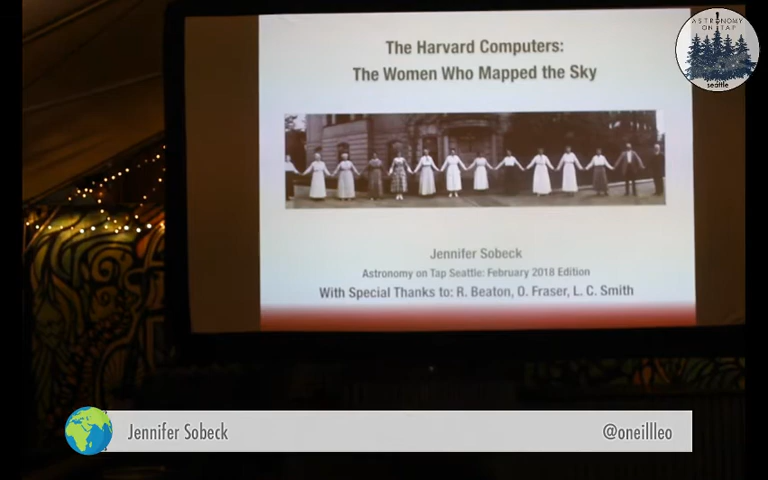 ASTRONOMY
ON TAP
seattle
The Harvard Computers:
The Women Who Mapped the Sky
Jennifer Sobeck
Astronomy on Tap Seattle: February 2018 Edition
With Special Thanks to: R. Beaton, O. Fraser, L. C. Smith
Jennifer Sobeck
@oneillleo